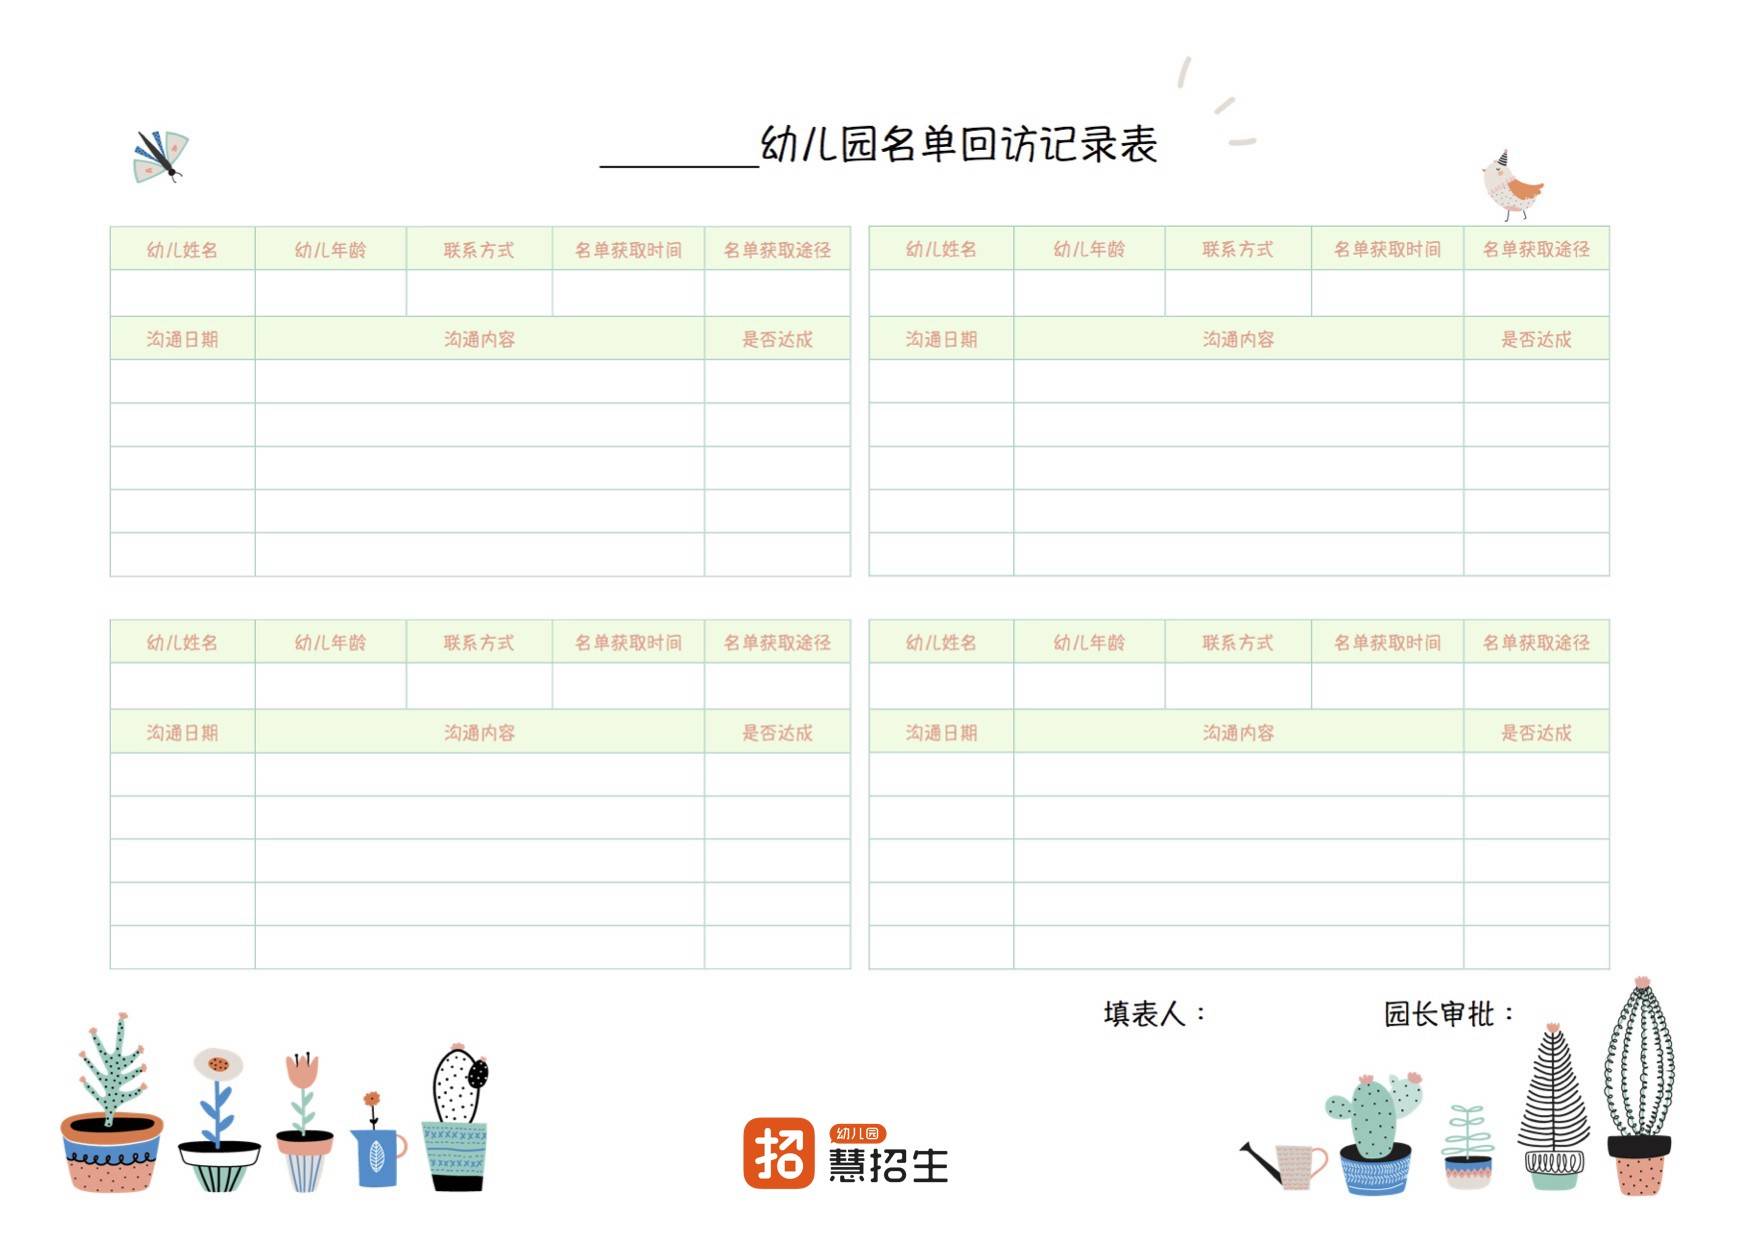 ________幼儿园名单回访记录表
幼儿姓名 幼儿年龄 联系方式 名单获取时间 名单获取途径
沟通日期 沟通内容 是否达成
幼儿姓名 幼儿年龄 联系方式 名单获取时间 名单获取途径
沟通日期 沟通内容 是否达成
幼儿姓名 幼儿年龄 联系方式 名单获取时间 名单获取途径
沟通日期 沟通内容 是否达成
幼儿姓名 幼儿年龄 联系方式 名单获取时间 名单获取途径
沟通日期 沟通内容 是否达成
填表人： 园长审批：
招
幼儿园
慧招生